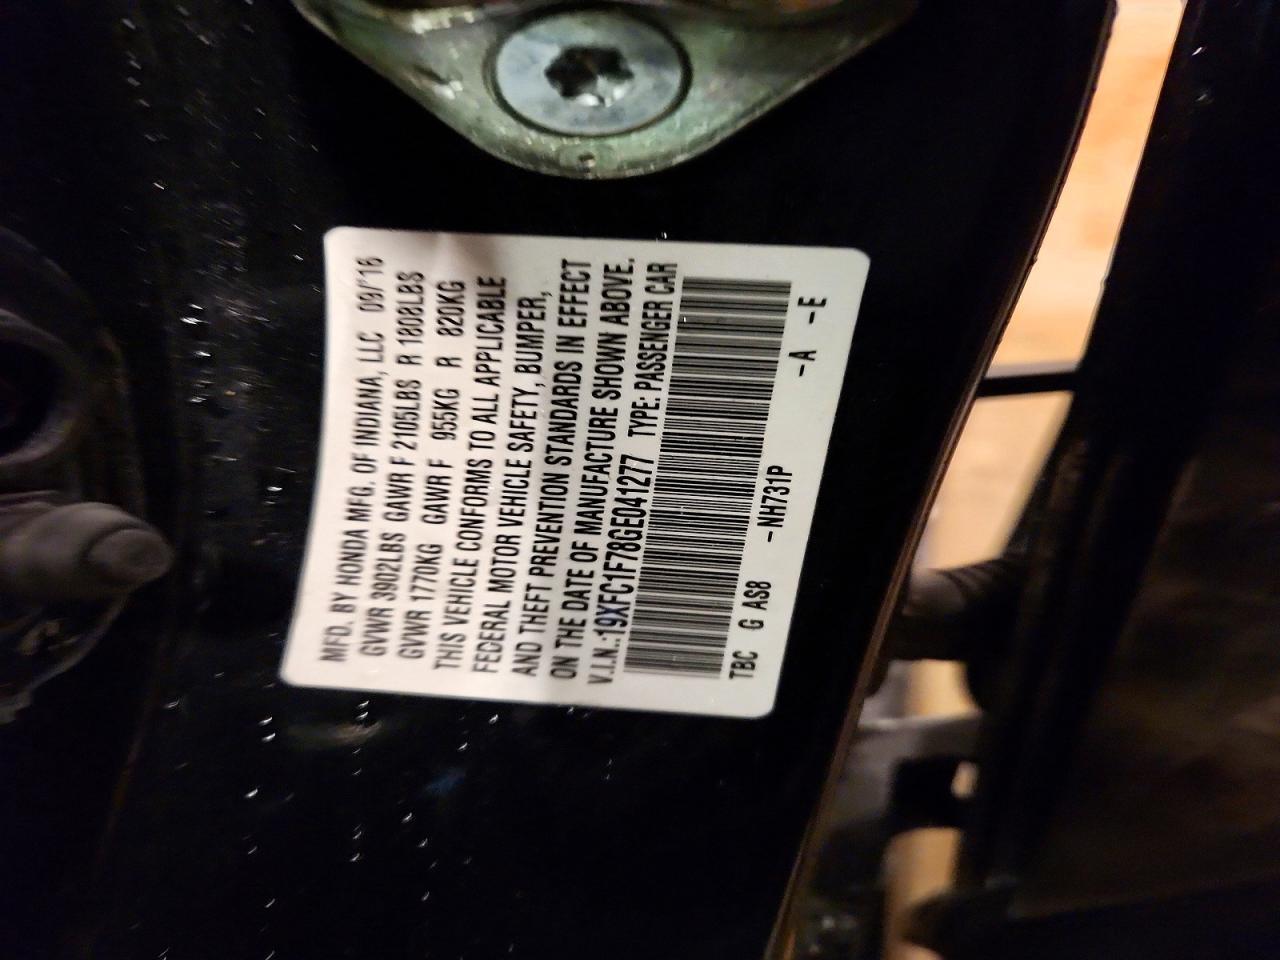 MFD. BY HONDA MFG. OF INDIANA, LLC 09/'16
GVWR 3902LBS GAWR F 2105LBS R 1808LBS
GVWR 1770KG GAWR F 955KG R 820KG
THIS VEHICLE CONFORMS TO ALL APPLICABLE
FEDERAL MOTOR VEHICLE SAFETY, BUMPER,
AND THEFT PREVENTION STANDARDS IN EFFECT
ON THE DATE OF MANUFACTURE SHOWN ABOVE.
V.I.N.:19XFC1F78GE041277 TYPE: PASSENGER CAR
TBC G AS8 -NH731P -A -E